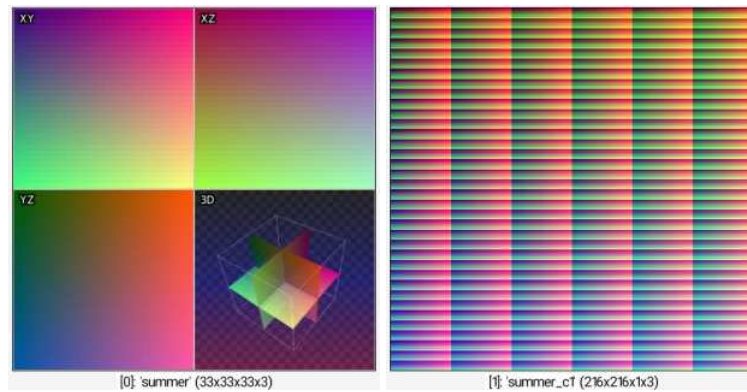 XY
XZ
YZ
3D
[0]: 'summer' (33x33x33x3)
[1]: 'summer_c1' (216x216x1x3)